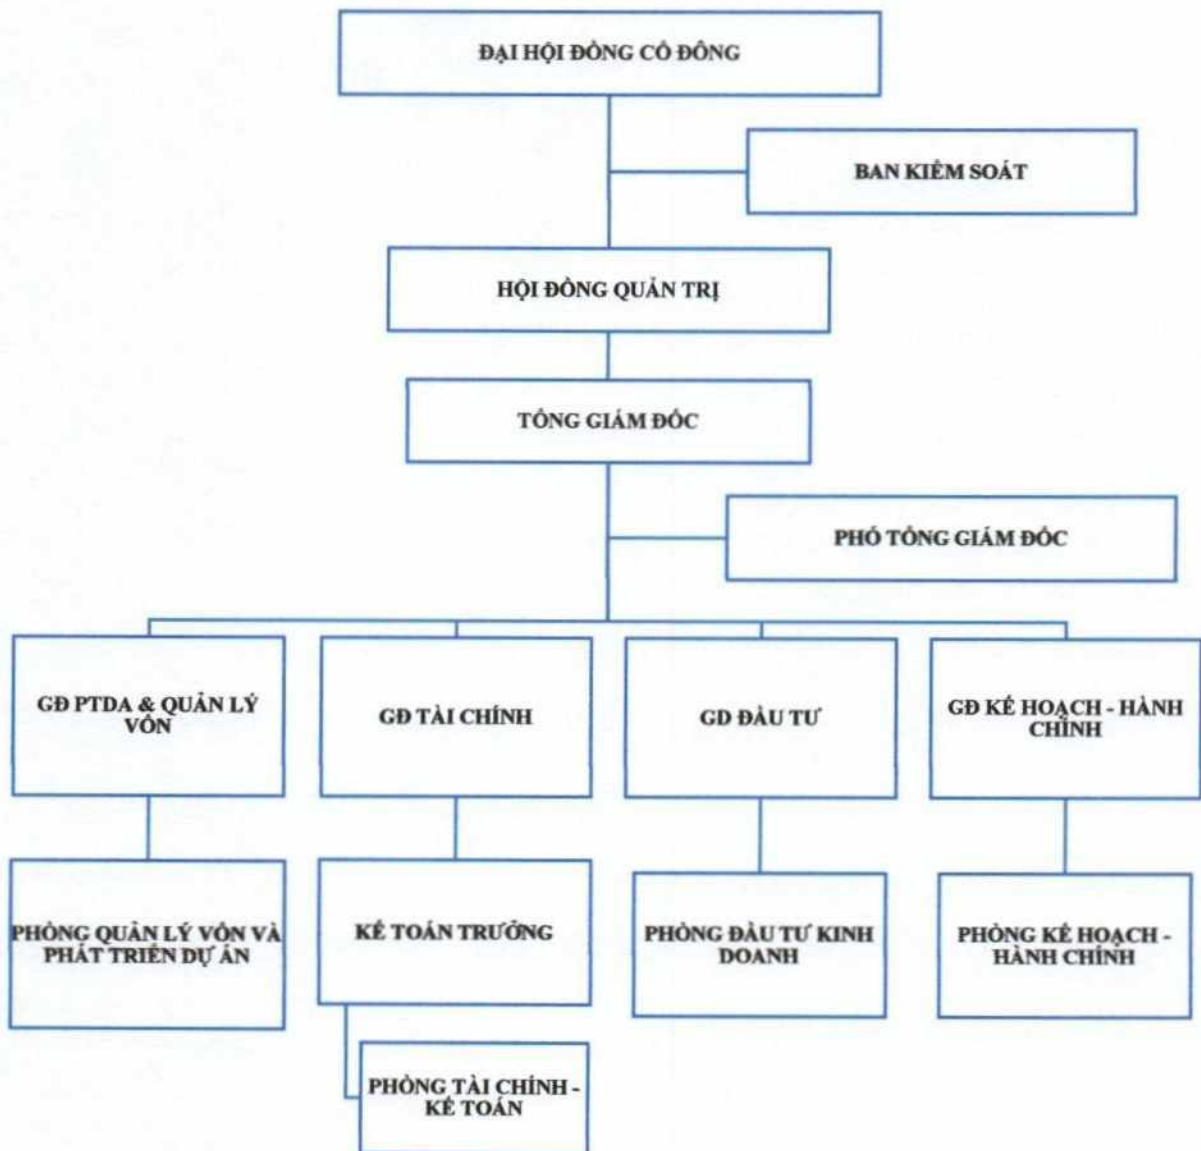 ĐẠI HỘI ĐỒNG CỔ ĐÔNG
BAN KIỂM SOÁT
HỘI ĐỒNG QUẢN TRỊ
TỔNG GIÁM ĐỐC
PHÓ TỔNG GIÁM ĐỐC
GĐ PTDA & QUẢN LÝ
VỐN
GĐ TÀI CHÍNH
GD ĐẦU TƯ
GĐ KẾ HOẠCH - HÀNH
CHÍNH
PHÒNG QUẢN LÝ VỐN VÀ
PHÁT TRIỂN DỰ ÁN
KẾ TOÁN TRƯỞNG
PHÒNG ĐẦU TƯ KINH
DOANH
PHÒNG KẾ HOẠCH -
HÀNH CHÍNH
PHÒNG TÀI CHÍNH -
KẾ TOÁN